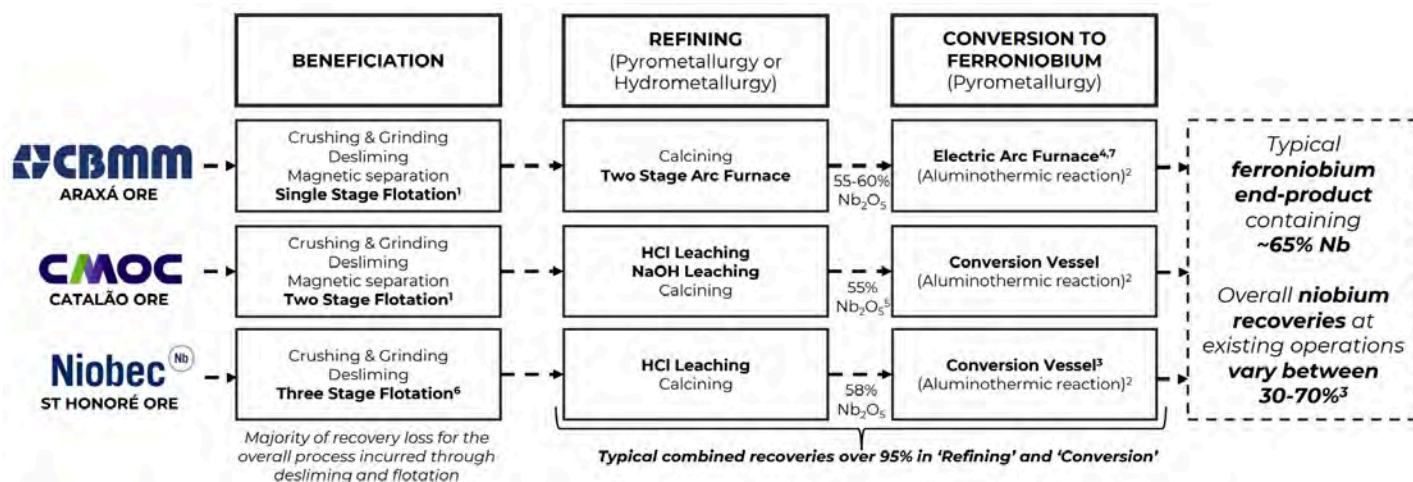 BENEFICIATION
REFINING
(Pyrometallurgy or
Hydrometallurgy)
CONVERSION TO
FERRONIOBIUM
(Pyrometallurgy)
CBMM
ARAXÁ ORE
Crushing & Grinding
Desliming
Magnetic separation
Single Stage Flotation¹
Calcining
Two Stage Arc Furnace
55-60%
Nb₂O₅
Electric Arc Furnace⁴,⁷
(Aluminothermic reaction)²
CMOC
CATALÃO ORE
Crushing & Grinding
Desliming
Magnetic separation
Two Stage Flotation¹
HCl Leaching
NaOH Leaching
Calcining
55%
Nb₂O₅⁵
Conversion Vessel
(Aluminothermic reaction)²
Niobec Nb
ST HONORÉ ORE
Crushing & Grinding
Desliming
Three Stage Flotation⁶
HCl Leaching
Calcining
58%
Nb₂O₅
Conversion Vessel³
(Aluminothermic reaction)²
Typical
ferroniobium
end-product
containing
~65% Nb
Overall niobium
recoveries at
existing operations
vary between
30-70%³
Majority of recovery loss for the
overall process incurred through
desliming and flotation
Typical combined recoveries over 95% in ‘Refining’ and ‘Conversion’